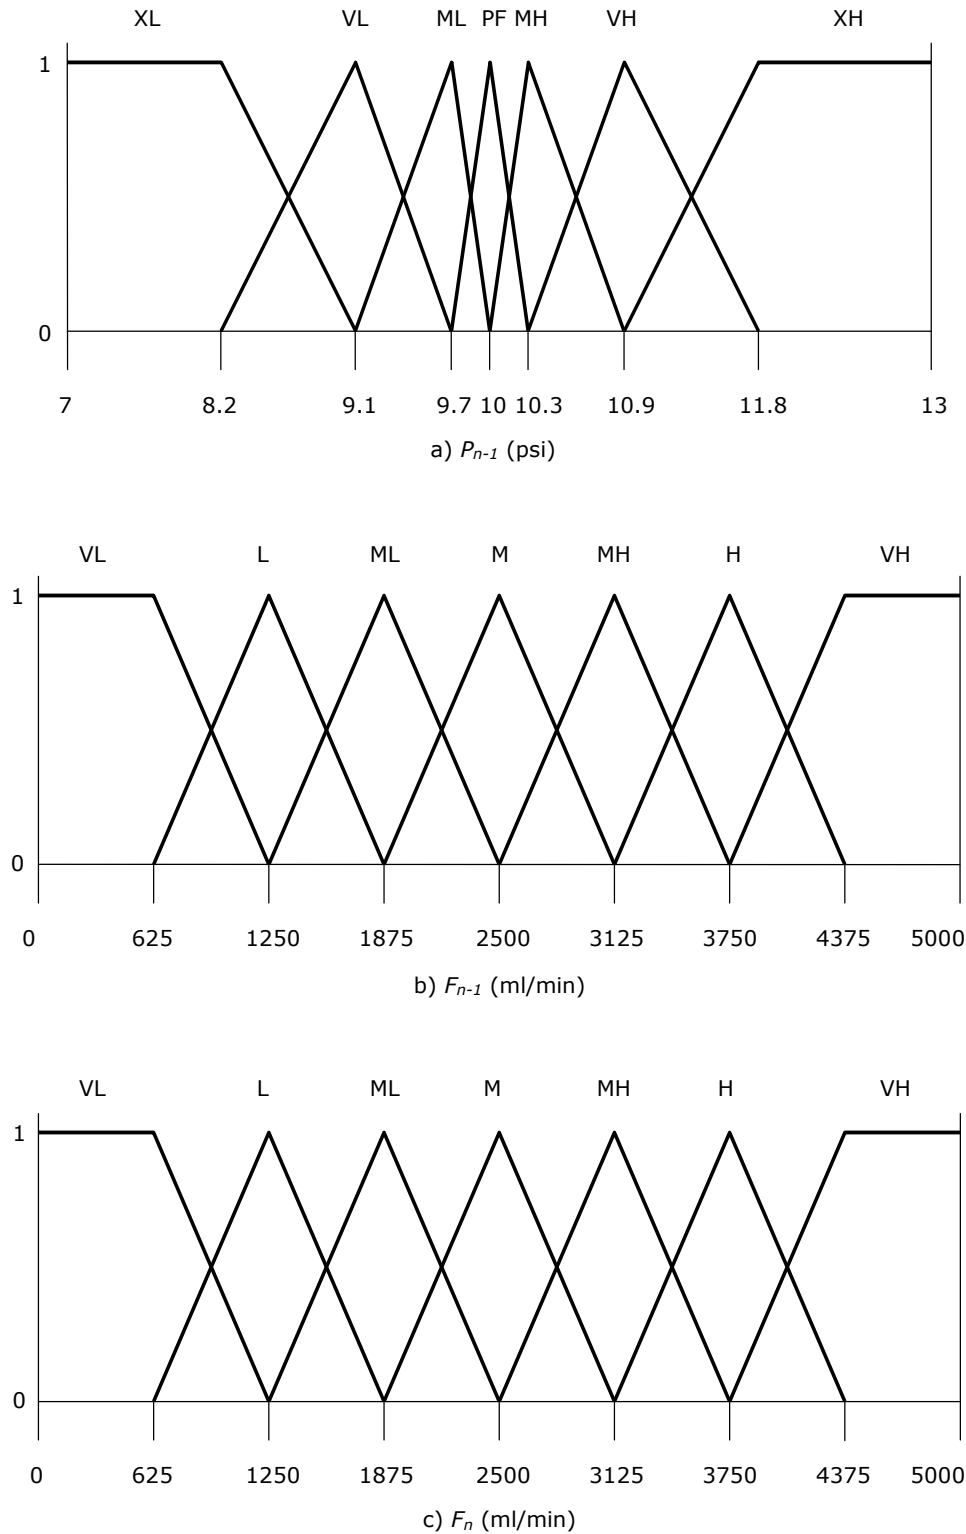 XL VL ML PF MH VH XH
1
0
7 8.2 9.1 9.7 10 10.3 10.9 11.8 13
a) Pn-1 (psi)
VL L ML M MH H VH
1
0
0 625 1250 1875 2500 3125 3750 4375 5000
b) Fn-1 (ml/min)
VL L ML M MH H VH
1
0
0 625 1250 1875 2500 3125 3750 4375 5000
c) Fn (ml/min)